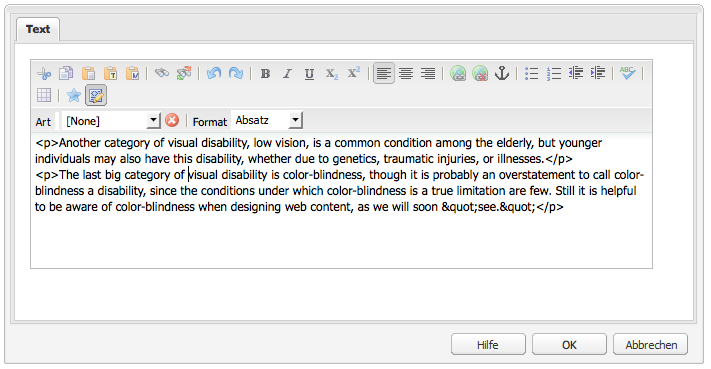 Text
B I U X₂ X²
ABC
Art [None] Format Absatz
<p>Another category of visual disability, low vision, is a common condition among the elderly, but younger
individuals may also have this disability, whether due to genetics, traumatic injuries, or illnesses.</p>
<p>The last big category of visual disability is color-blindness, though it is probably an overstatement to call color-
blindness a disability, since the conditions under which color-blindness is a true limitation are few. Still it is helpful
to be aware of color-blindness when designing web content, as we will soon &quot;see.&quot;</p>
Hilfe OK Abbrechen